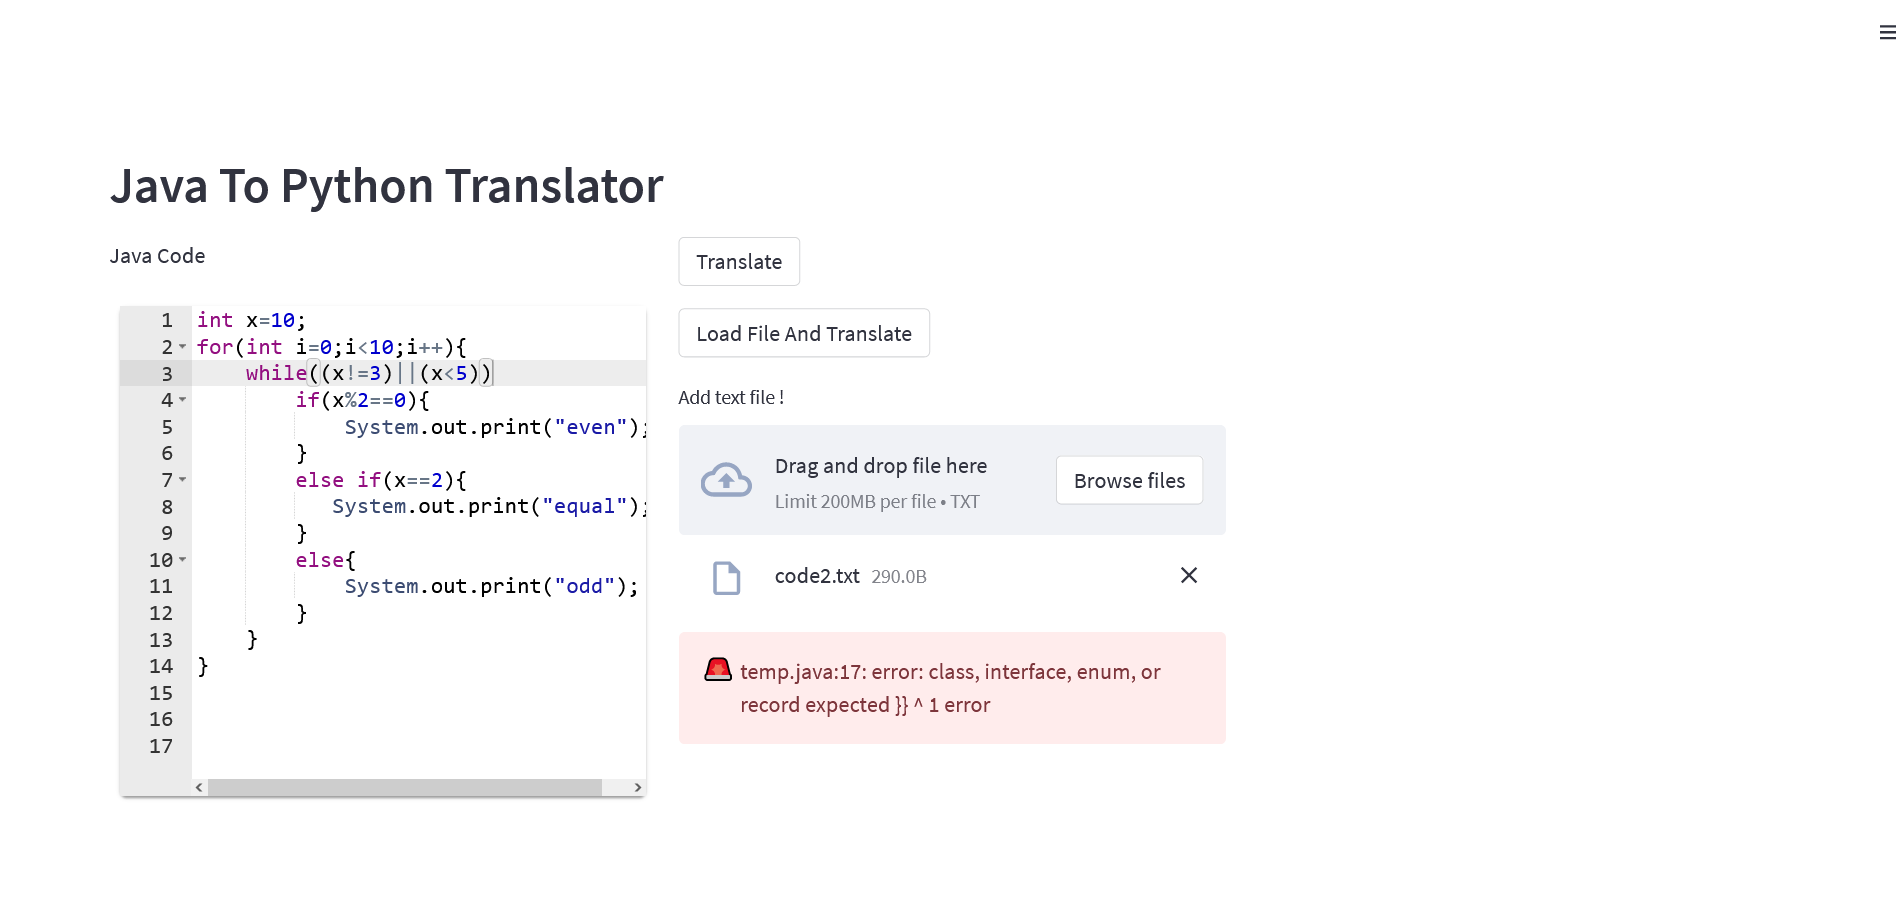 Java To Python Translator
Java Code
1 int x=10;
2 for(int i=0;i<10;i++){
3     while((x!=3)||(x<5))
4         if(x%2==0){
5             System.out.print("even");
6         }
7         else if(x==2){
8            System.out.print("equal");
9         }
10         else{
11             System.out.print("odd");
12         }
13     }
14 }
15
16
17
Translate
Load File And Translate
Add text file !
Drag and drop file here
Limit 200MB per file • TXT
Browse files
code2.txt 290.0B
temp.java:17: error: class, interface, enum, or
record expected }} ^ 1 error